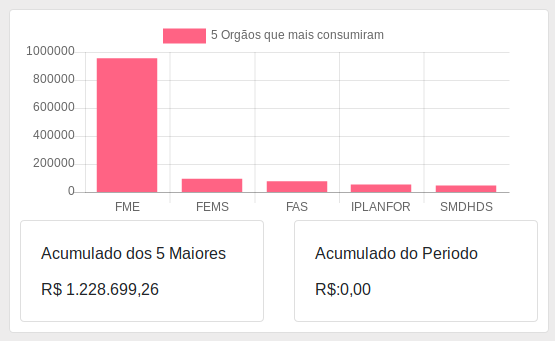 5 Orgãos que mais consumiram
1000000
800000
600000
400000
200000
0
FME FEMS FAS IPLANFOR SMDHDS
Acumulado dos 5 Maiores
R$ 1.228.699,26
Acumulado do Periodo
R$:0,00